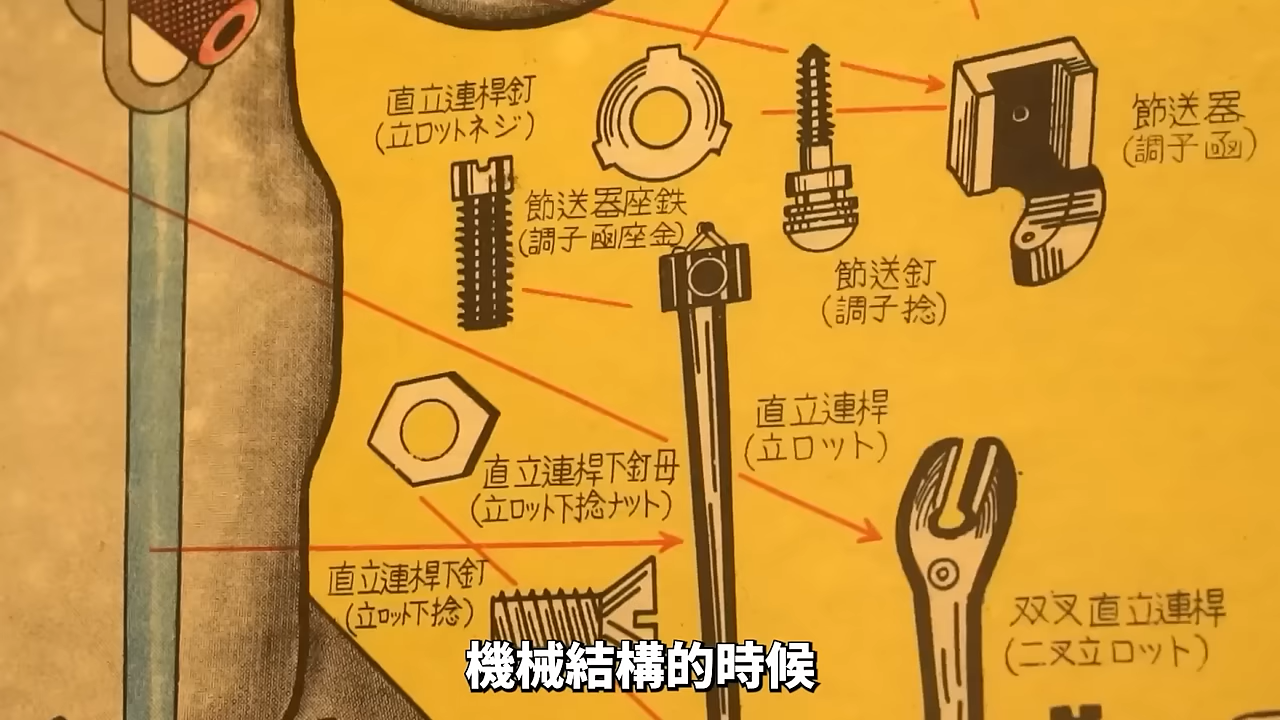 直立連桿釘
(立ロットネジ)
節送器座鉄
(調子凾座金)
節送釘
(調子捻)
節送器
(調子凾)
直立連桿
(立ロット)
直立連桿下釘母
(立ロット下捻ナット)
直立連桿下釘
(立ロット下捻)
双叉直立連桿
(二叉立ロット)
機械結構的時候